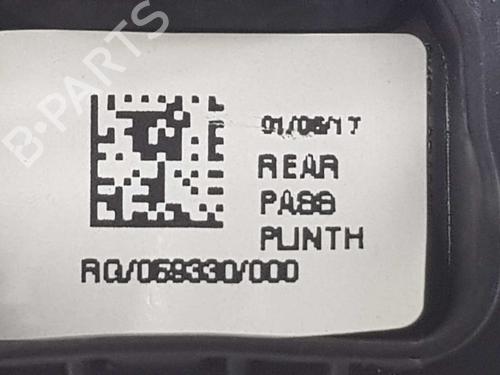 B-PARTS
01/06/17
REAR
PASS
PLINTH
RQ/059330/000